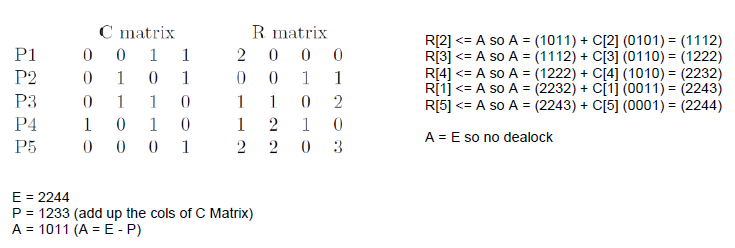 C matrix R matrix
P1 0 0 1 1 2 0 0 0
P2 0 1 0 1 0 0 1 1
P3 0 1 1 0 1 1 0 2
P4 1 0 1 0 1 2 1 0
P5 0 0 0 1 2 2 0 3
E = 2244
P = 1233 (add up the cols of C Matrix)
A = 1011 (A = E - P)
R[2] <= A so A = (1011) + C[2] (0101) = (1112)
R[3] <= A so A = (1112) + C[3] (0110) = (1222)
R[4] <= A so A = (1222) + C[4] (1010) = (2232)
R[1] <= A so A = (2232) + C[1] (0011) = (2243)
R[5] <= A so A = (2243) + C[5] (0001) = (2244)
A = E so no dealock